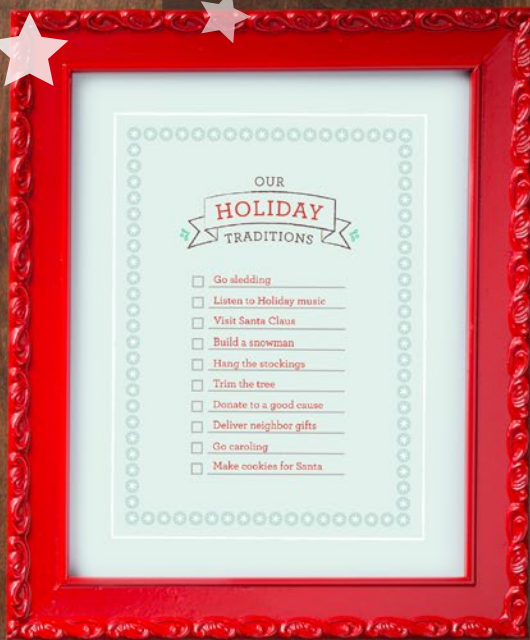 OUR
HOLIDAY
TRADITIONS
Go sledding
Listen to Holiday music
Visit Santa Claus
Build a snowman
Hang the stockings
Trim the tree
Donate to a good cause
Deliver neighbor gifts
Go caroling
Make cookies for Santa